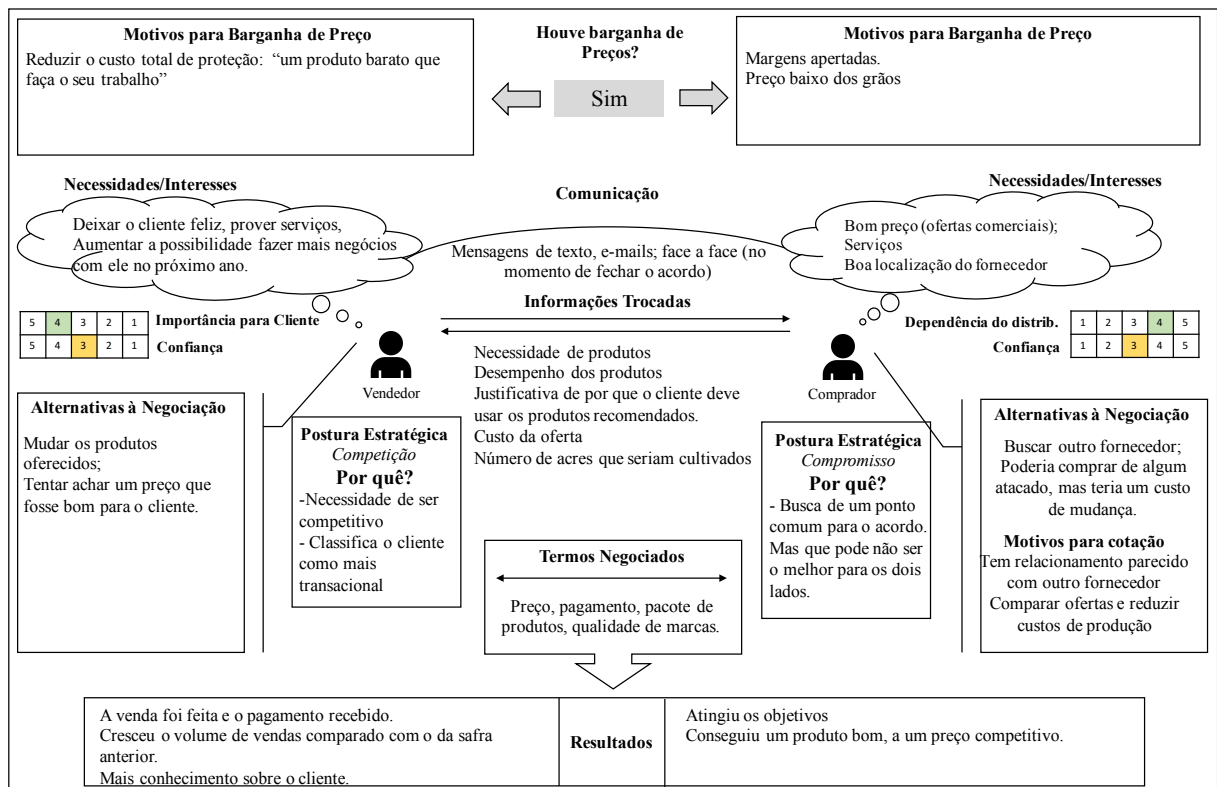 Motivos para Barganha de Preço
Reduzir o custo total de proteção: “um produto barato que
faça o seu trabalho”
Houve barganha de
Preços?
Sim
Motivos para Barganha de Preço
Margens apertadas.
Preço baixo dos grãos
Necessidades/Interesses
Deixar o cliente feliz, prover serviços,
Aumentar a possibilidade fazer mais negócios
com ele no próximo ano.
Comunicação
Mensagens de texto, e-mails; face a face (no
momento de fechar o acordo)
Necessidades/Interesses
Bom preço (ofertas comerciais);
Serviços
Boa localização do fornecedor
5 4 3 2 1 Importância para Cliente
5 4 3 2 1 Confiança
Informações Trocadas
Necessidade de produtos
Desempenho dos produtos
Justificativa de por que o cliente deve
usar os produtos recomendados.
Custo da oferta
Número de acres que seriam cultivados
Dependência do distrib. 1 2 3 4 5
Confiança 1 2 3 4 5
Vendedor
Comprador
Alternativas à Negociação
Mudar os produtos
oferecidos;
Tentar achar um preço que
fosse bom para o cliente.
Postura Estratégica
Competição
Por quê?
-Necessidade de ser
competitivo
- Classifica o cliente
como mais
transacional
Termos Negociados
Preço, pagamento, pacote de
produtos, qualidade de marcas.
Postura Estratégica
Compromisso
Por quê?
- Busca de um ponto
comum para o acordo.
Mas que pode não ser
o melhor para os dois
lados.
Alternativas à Negociação
Buscar outro fornecedor;
Poderia comprar de algum
atacado, mas teria um custo
de mudança.
Motivos para cotação
Tem relacionamento parecido
com outro fornecedor
Comparar ofertas e reduzir
custos de produção
A venda foi feita e o pagamento recebido.
Cresceu o volume de vendas comparado com o da safra
anterior.
Mais conhecimento sobre o cliente.
Resultados
Atingiu os objetivos
Conseguiu um produto bom, a um preço competitivo.